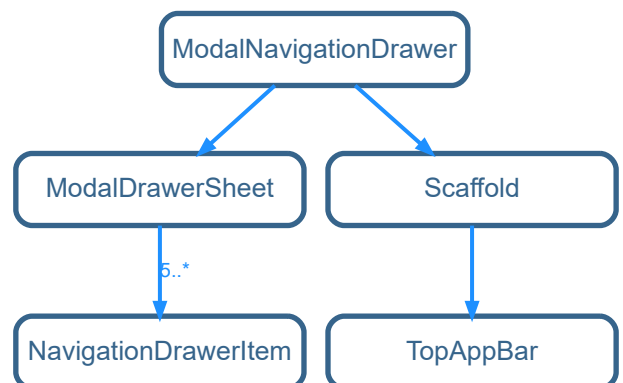 ModalNavigationDrawer
ModalDrawerSheet
Scaffold
5..*
NavigationDrawerItem
TopAppBar